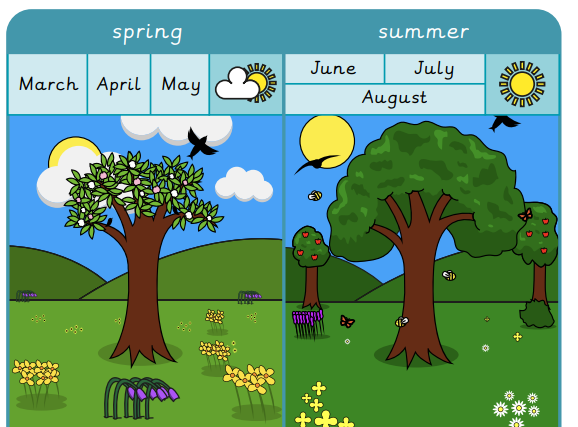 spring
March April May
summer
June July
August